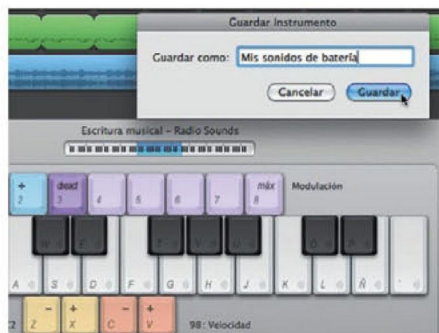 Guardar Instrumento
Guardar como: Mis sonidos de batería
Cancelar Guardar
Escritura musical – Radio Sounds
+ desct máx Modulación
2 3 4 5 6 7 8
W E T Y U O P
A S D F G H J K L Ñ ´
– + – +
Z X C V 98: Velocidad